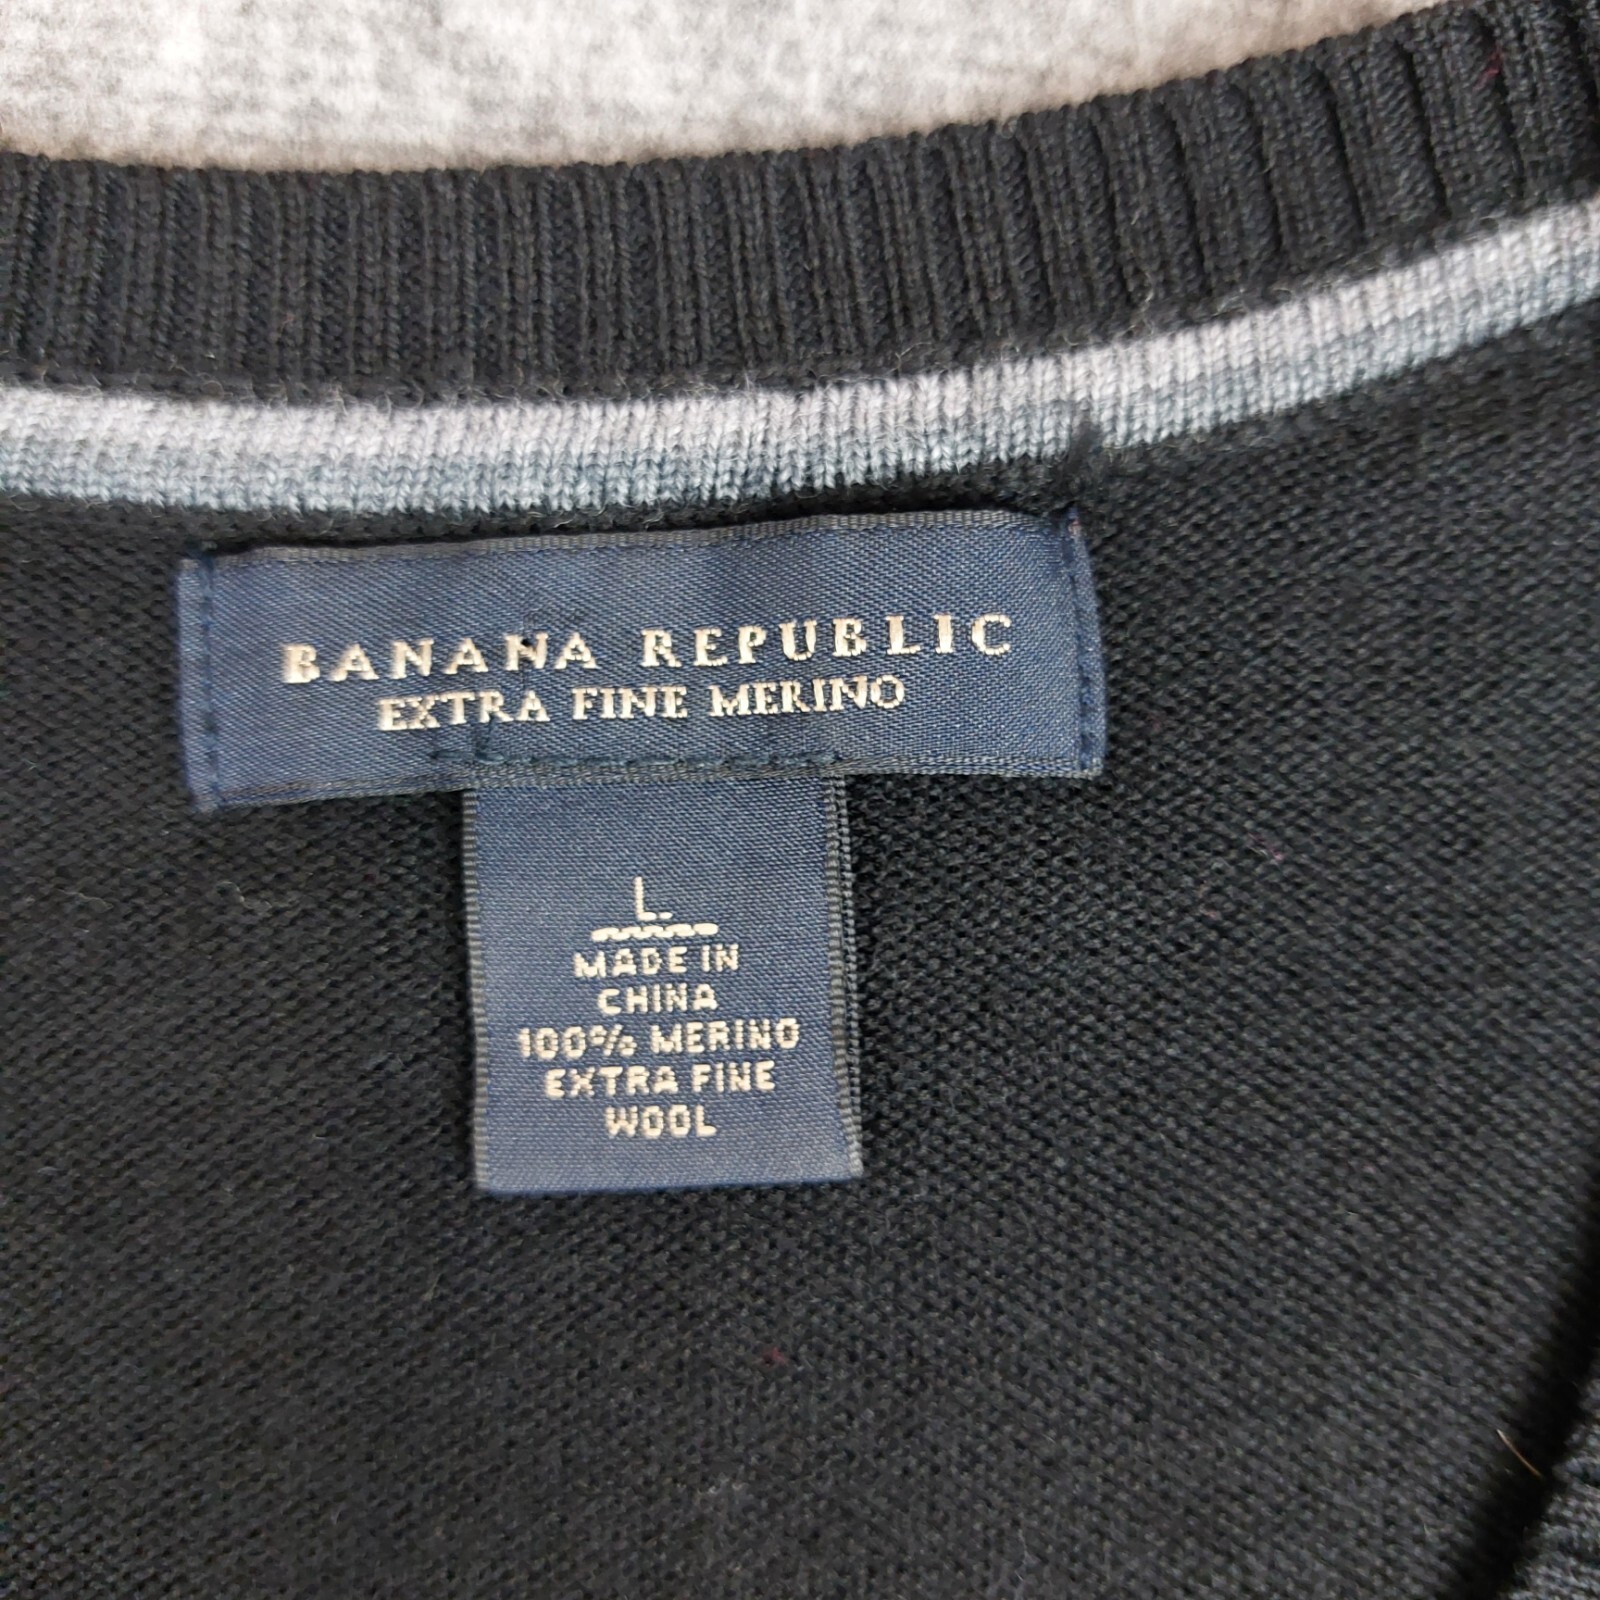 BANANA REPUBLIC
EXTRA FINE MERINO
L.
MADE IN
CHINA
100% MERINO
EXTRA FINE
WOOL